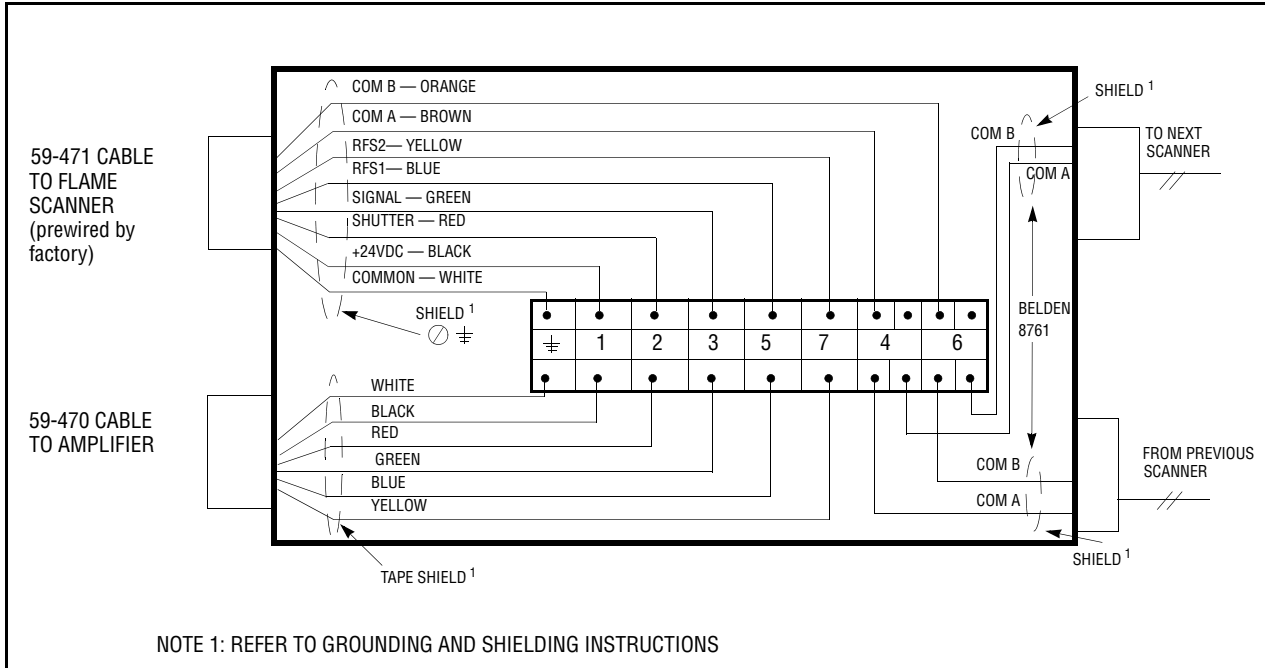 COM B — ORANGE
COM A — BROWN
RFS2— YELLOW
RFS1— BLUE
SIGNAL — GREEN
SHUTTER — RED
+24VDC — BLACK
COMMON — WHITE
SHIELD 1
59-471 CABLE
TO FLAME
SCANNER
(prewired by
factory)
SHIELD 1
COM B
COM A
TO NEXT
SCANNER
BELDEN
8761
1 2 3 5 7 4 6
59-470 CABLE
TO AMPLIFIER
WHITE
BLACK
RED
GREEN
BLUE
YELLOW
TAPE SHIELD 1
COM B
COM A
FROM PREVIOUS
SCANNER
SHIELD 1
NOTE 1: REFER TO GROUNDING AND SHIELDING INSTRUCTIONS